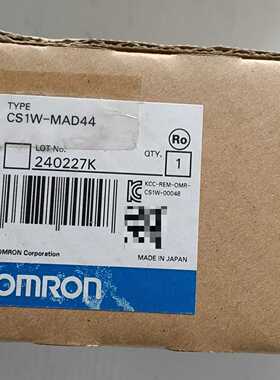 TYPE
CS1W-MAD44
Ro
LOT No.
QTY.
240227K
1
KCC-REM-OMR-
CS1W-00048
OMRON Corporation
MADE IN JAPAN
OMRON